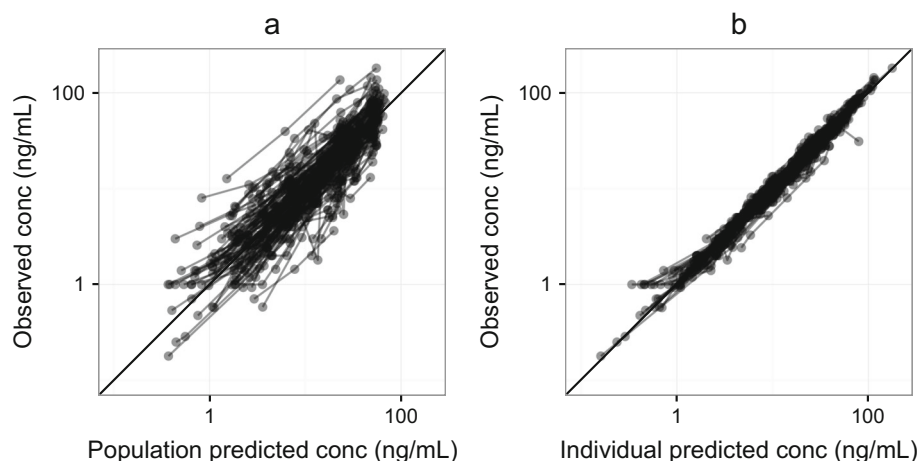 a
b
Observed conc (ng/mL)
100
1
1
100
Population predicted conc (ng/mL)
Observed conc (ng/mL)
100
1
1
100
Individual predicted conc (ng/mL)